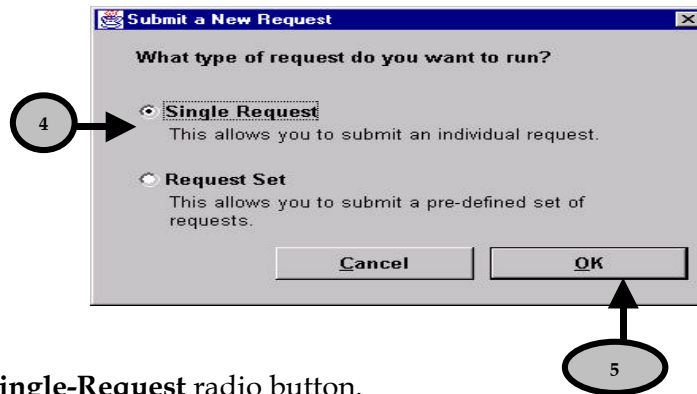 Submit a New Request
What type of request do you want to run?
4
Single Request
This allows you to submit an individual request.
Request Set
This allows you to submit a pre-defined set of
requests.
Cancel
OK
5
ingle-Request radio button.